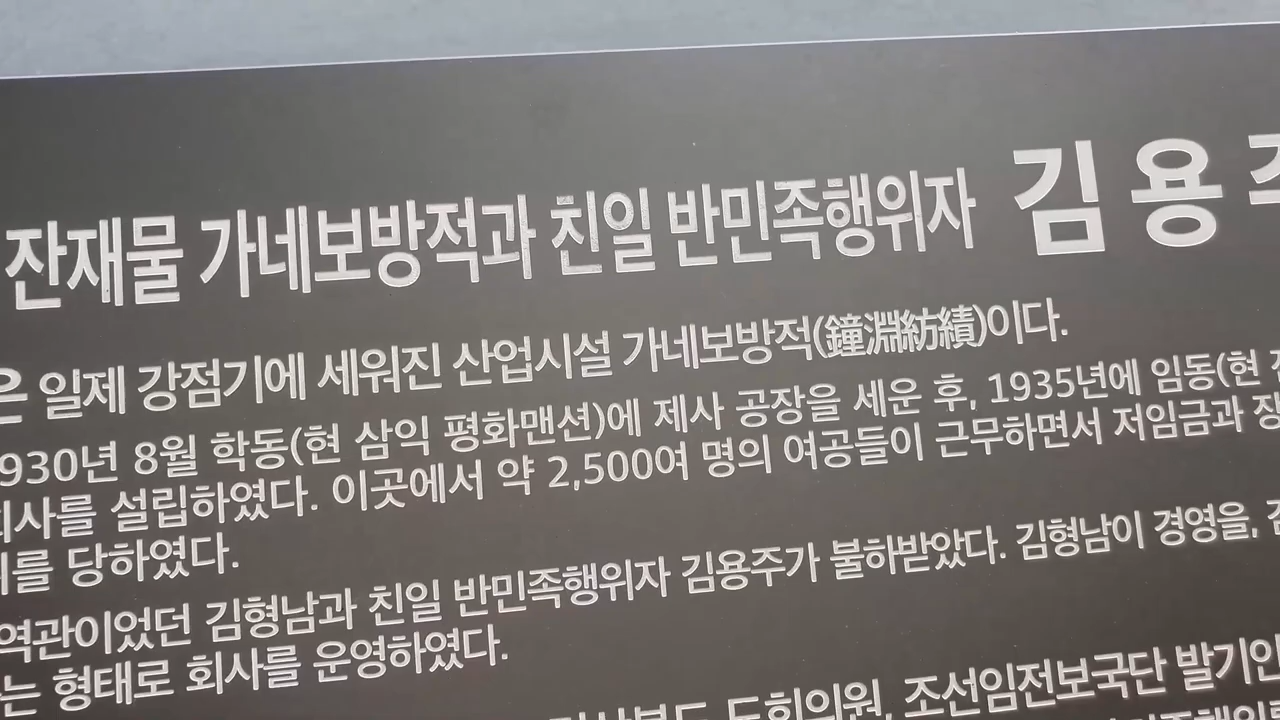 잔재물 가네보방적과 친일 반민족행위자 김용
은 일제 강점기에 세워진 산업시설 가네보방적(鐘淵紡績)이다.
930년 8월 학동(현 삼익 평화맨션)에 제사 공장을 세운 후, 1935년에 임동(현
회사를 설립하였다. 이곳에서 약 2,500여 명의 여공들이 근무하면서 저임금과
를 당하였다.
역관이었던 김형남과 친일 반민족행위자 김용주가 불하받았다. 김형남이 경영을,
는 형태로 회사를 운영하였다.
도회의원, 조선임전보국단 발기인